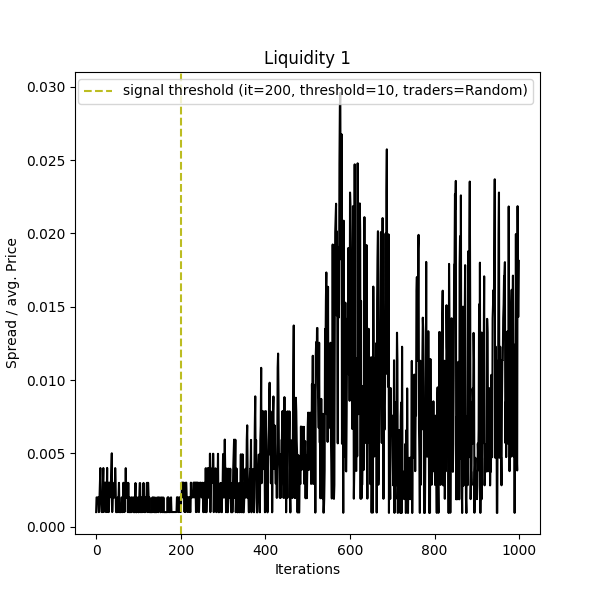 Liquidity 1
signal threshold (it=200, threshold=10, traders=Random)
Spread / avg. Price
0.030
0.025
0.020
0.015
0.010
0.005
0.000
0 200 400 600 800 1000
Iterations